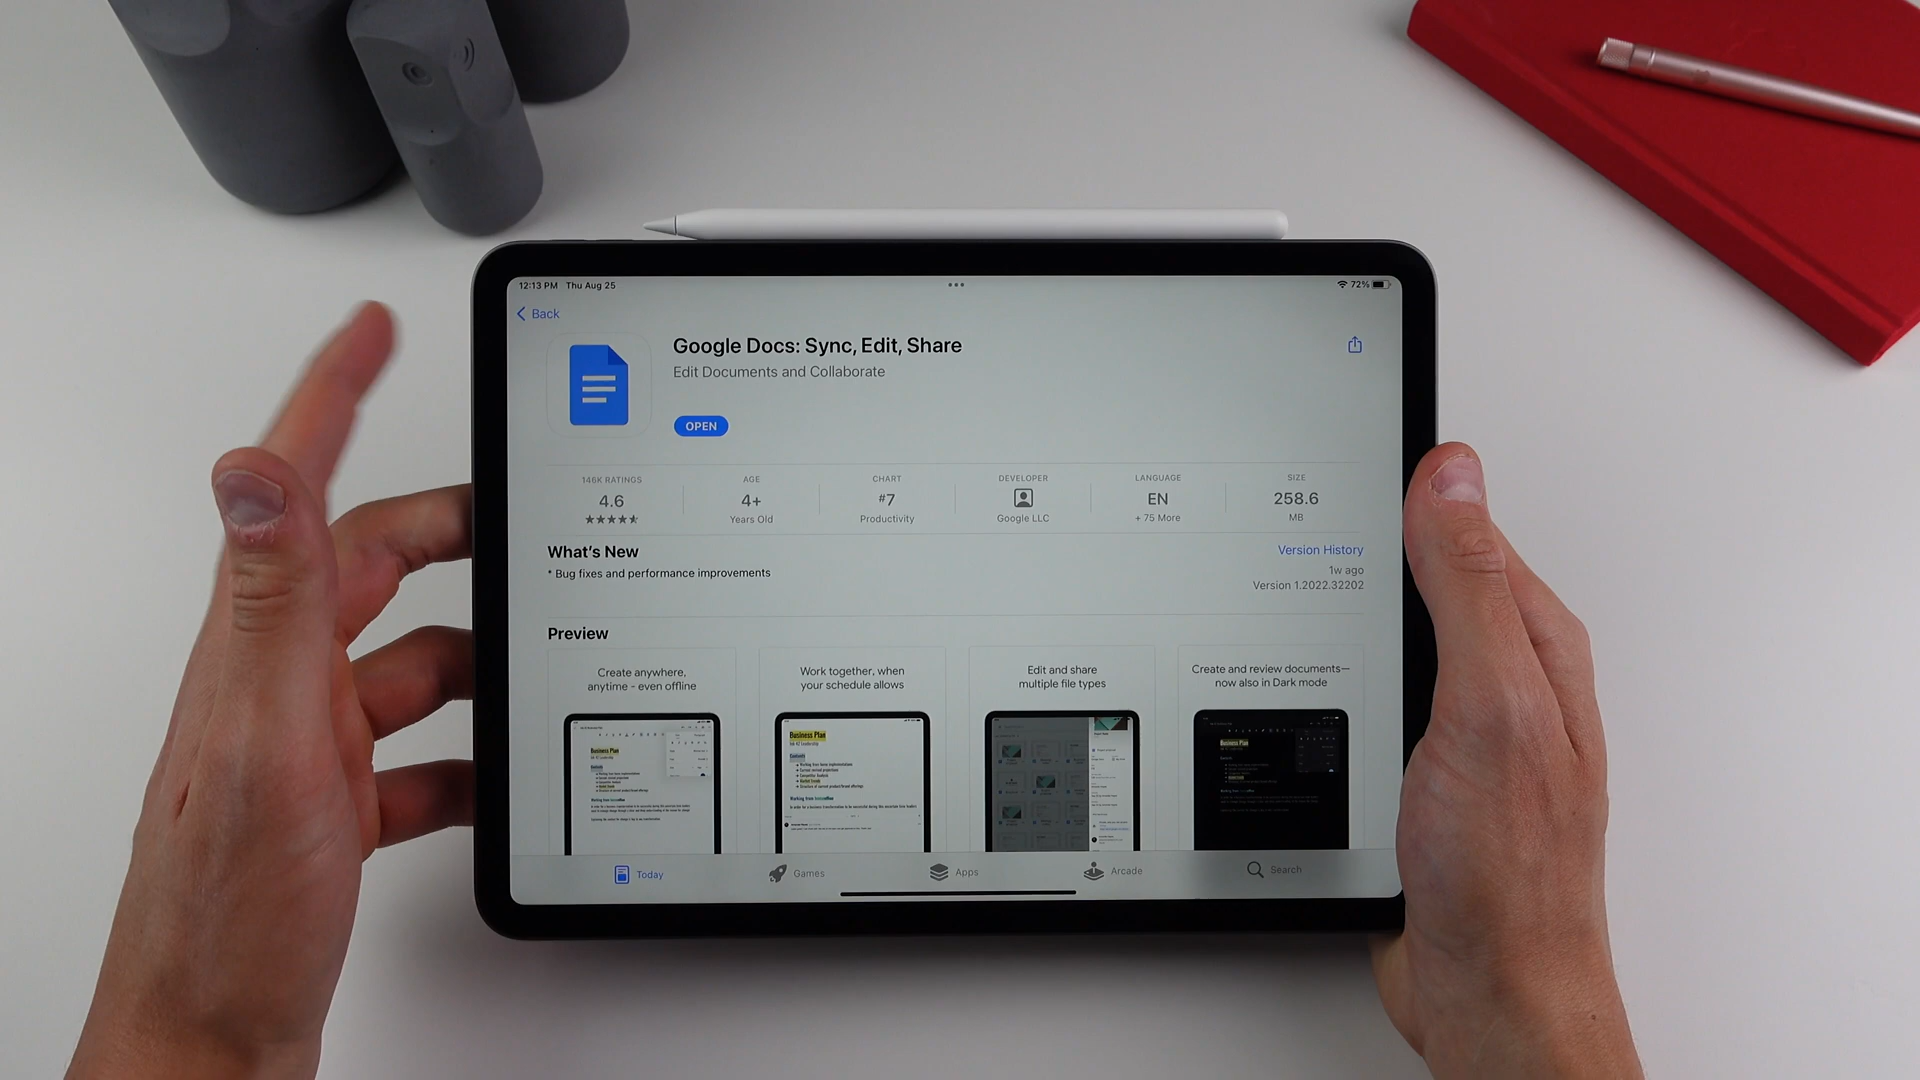 12:13 PM Thu Aug 25
72%
Back
Google Docs: Sync, Edit, Share
Edit Documents and Collaborate
OPEN
146K RATINGS
4.6
AGE
4+
Years Old
CHART
#7
Productivity
DEVELOPER
Google LLC
LANGUAGE
EN
+ 75 More
SIZE
258.6
MB
What's New
Version History
* Bug fixes and performance improvements
1w ago
Version 1.2022.32202
Preview
Create anywhere,
anytime - even offline
Business Plan
Work together, when
your schedule allows
Business Plan
Edit and share
multiple file types
Create and review documents—
now also in Dark mode
Business Plan
Today
Games
Apps
Arcade
Search